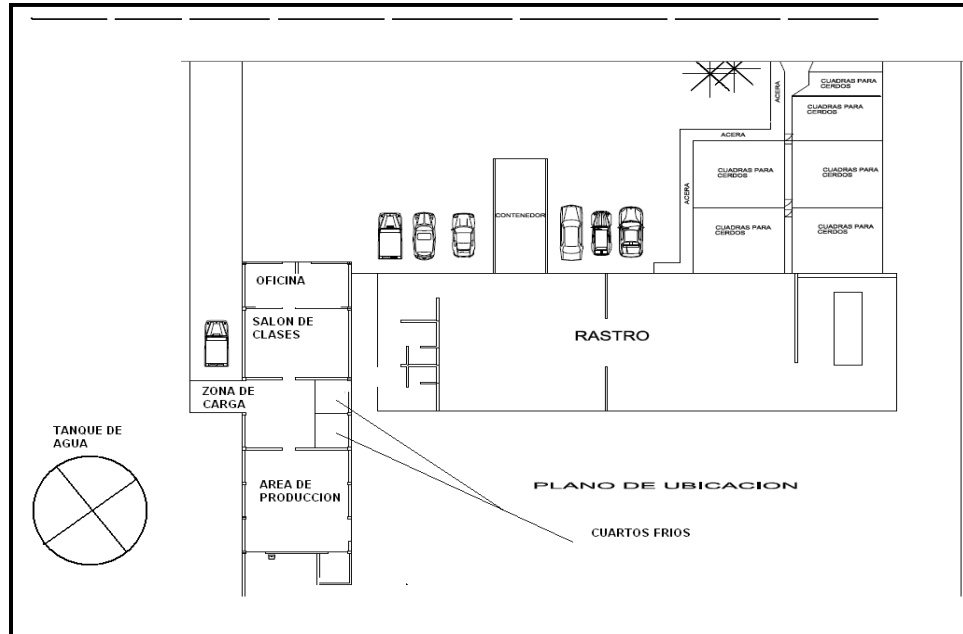 CUADRAS PARA
CERDOS
ACERA
CUADRAS PARA
CERDOS
ACERA
CUADRAS PARA
CERDOS
CUADRAS PARA
CERDOS
ACERA
CONTENEDOR
CUADRAS PARA
CERDOS
CUADRAS PARA
CERDOS
OFICINA
SALON DE
CLASES
RASTRO
ZONA DE
CARGA
TANQUE DE
AGUA
AREA DE
PRODUCCION
PLANO DE UBICACION
CUARTOS FRIOS